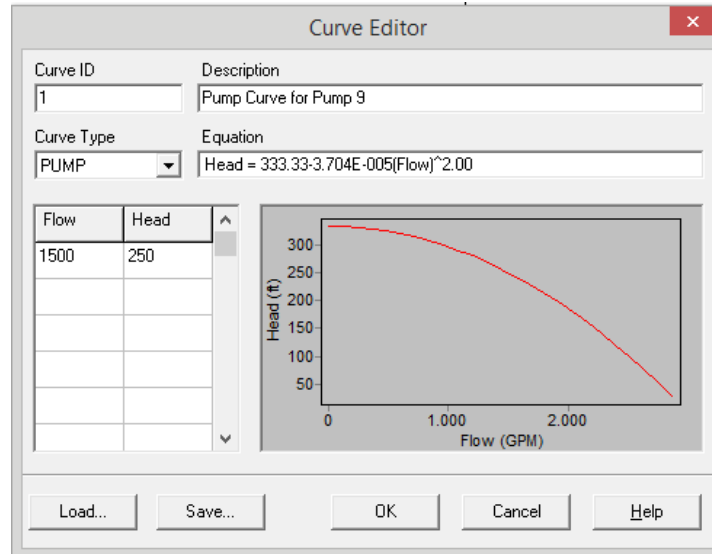 Curve Editor
×
Curve ID Description
1 Pump Curve for Pump 9
Curve Type Equation
PUMP Head = 333.33-3.704E-005(Flow)^2.00
Flow Head
1500 250
300
250
200
150
100
50
Head (ft)
0 1.000 2.000
Flow (GPM)
Load... Save... OK Cancel Help